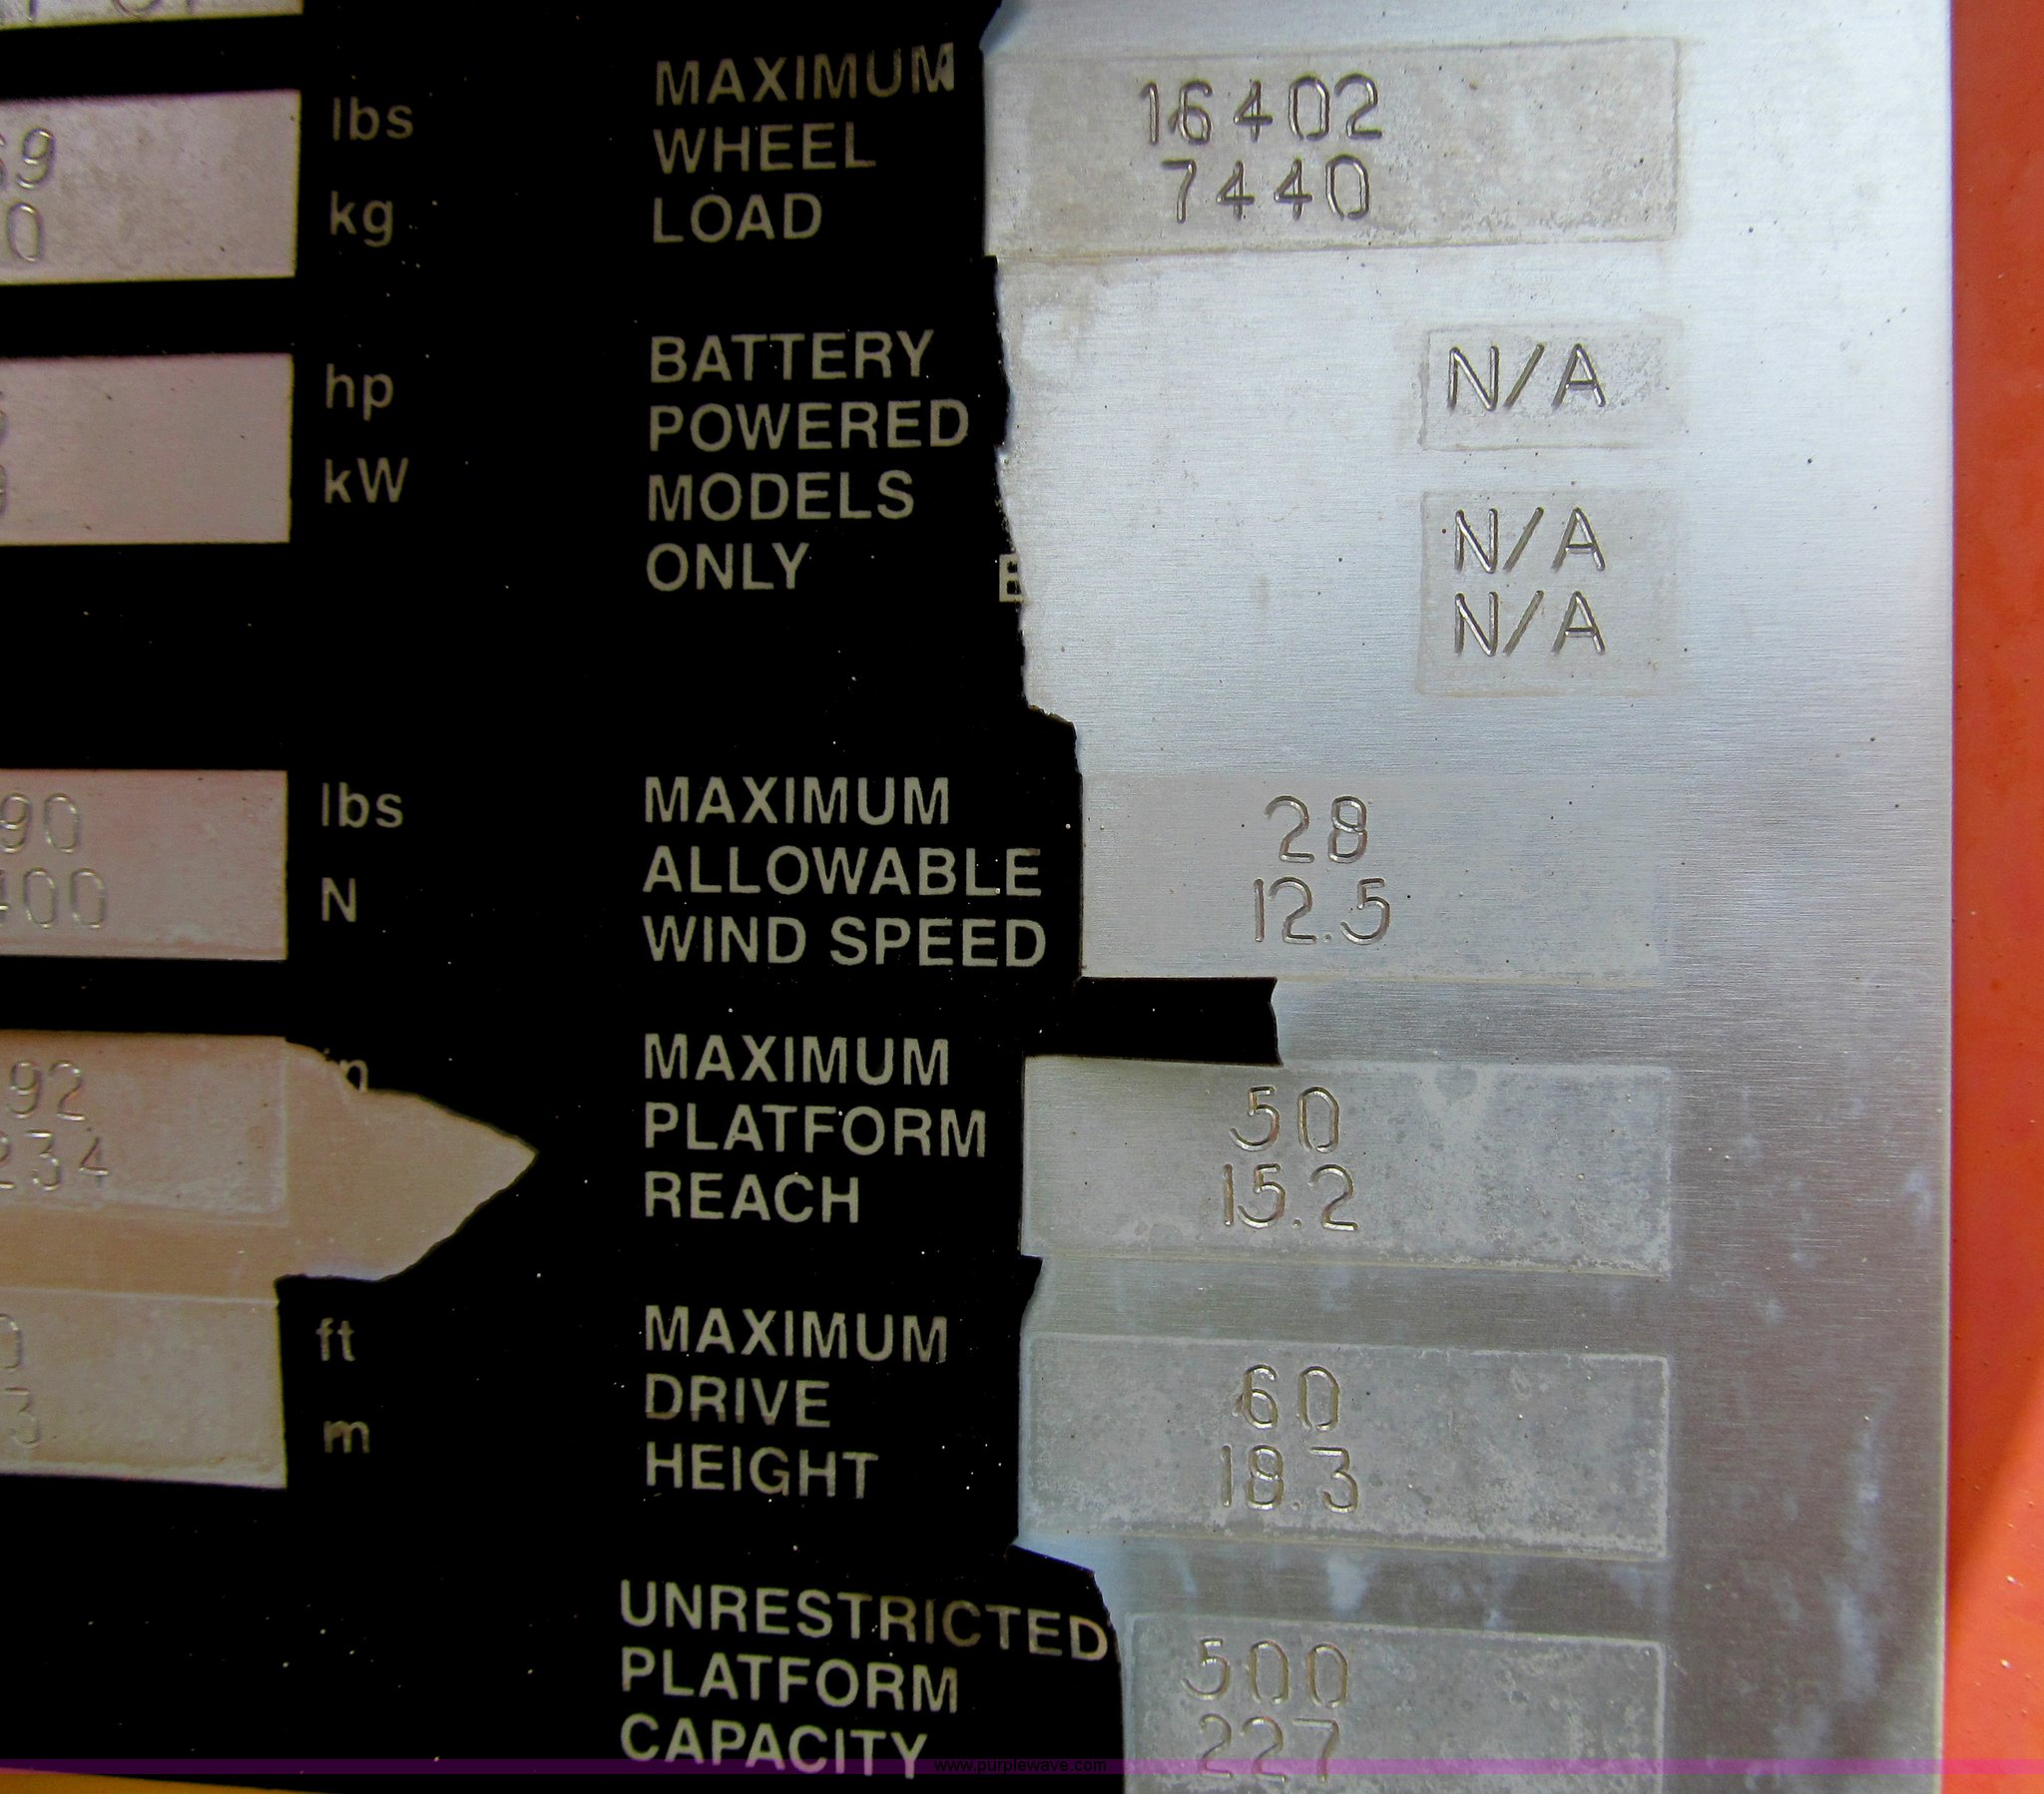 lbs
kg
hp
kW
lbs
N
90
400
92
234
ft
m
MAXIMUM
WHEEL
LOAD
16402
7440
BATTERY
POWERED
MODELS
ONLY
N/A
N/A
N/A
MAXIMUM
ALLOWABLE
WIND SPEED
28
12.5
MAXIMUM
PLATFORM
REACH
50
15.2
MAXIMUM
DRIVE
HEIGHT
60
18.3
UNRESTRICTED
PLATFORM
CAPACITY
500
227
www.purplewave.com